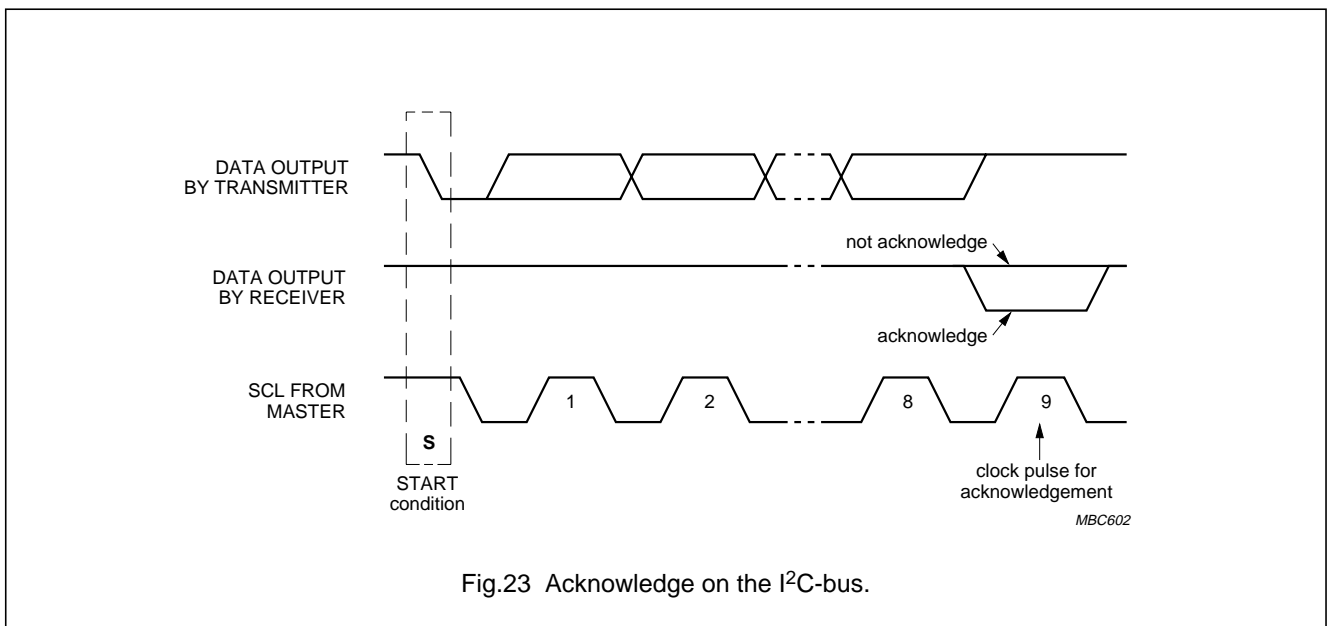 DATA OUTPUT
BY TRANSMITTER
not acknowledge
DATA OUTPUT
BY RECEIVER
acknowledge
SCL FROM
MASTER
1
2
8
9
S
START
condition
clock pulse for
acknowledgement
MBC602
Fig.23 Acknowledge on the I²C-bus.